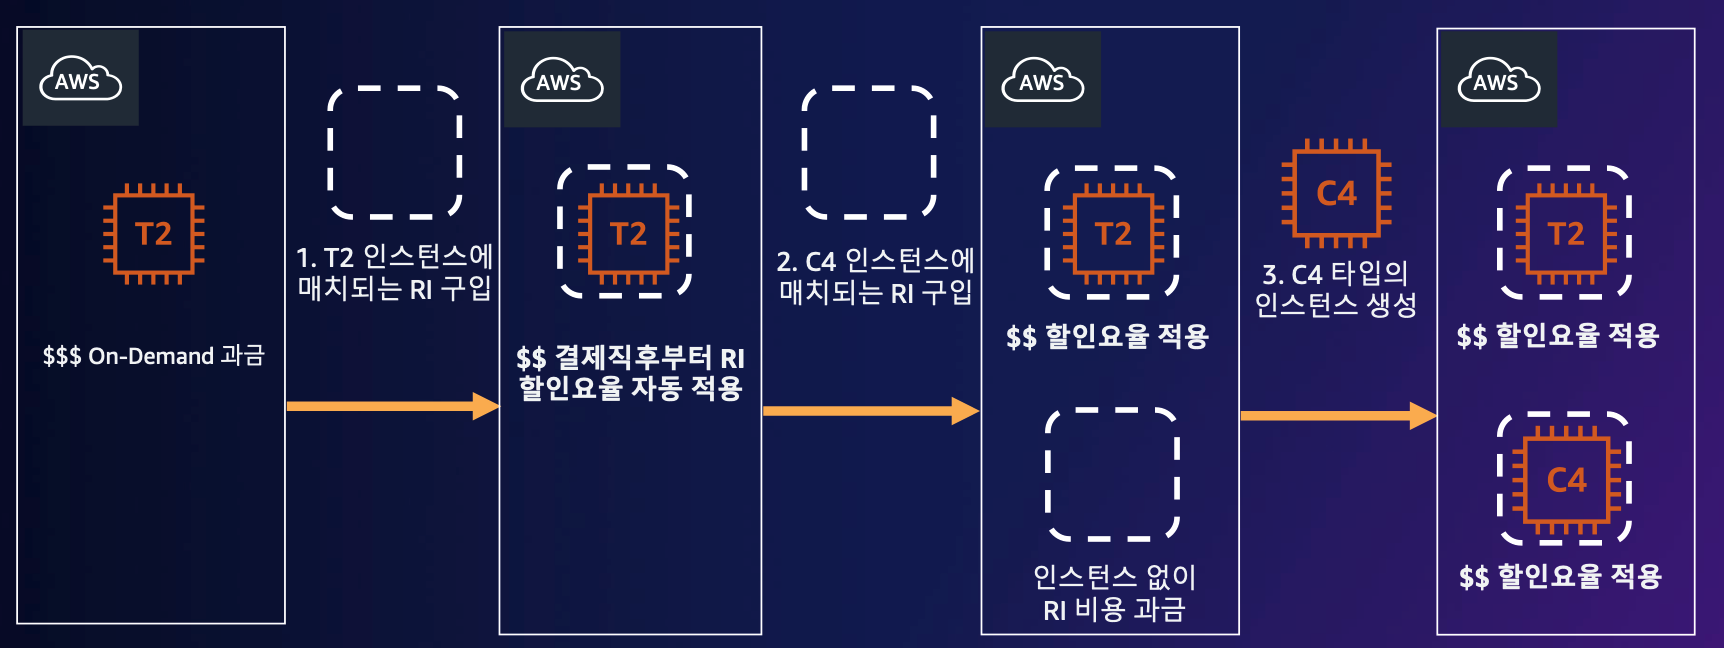 AWS
T2
$$$ On-Demand 과금
1. T2 인스턴스에
매치되는 RI 구입
AWS
T2
$$ 결제직후부터 RI
할인요율 자동 적용
2. C4 인스턴스에
매치되는 RI 구입
AWS
T2
$$ 할인요율 적용
인스턴스 없이
RI 비용 과금
C4
3. C4 타입의
인스턴스 생성
AWS
T2
$$ 할인요율 적용
C4
$$ 할인요율 적용